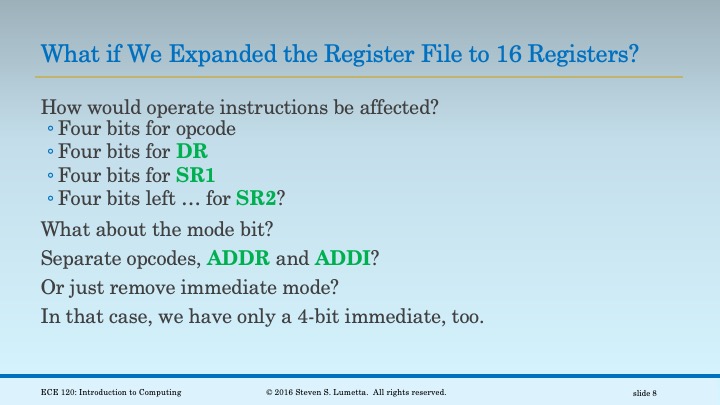 What if We Expanded the Register File to 16 Registers?
How would operate instructions be affected?
◦ Four bits for opcode
◦ Four bits for DR
◦ Four bits for SR1
◦ Four bits left … for SR2?
What about the mode bit?
Separate opcodes, ADDR and ADDI?
Or just remove immediate mode?
In that case, we have only a 4-bit immediate, too.
ECE 120: Introduction to Computing
© 2016 Steven S. Lumetta. All rights reserved.
slide 8